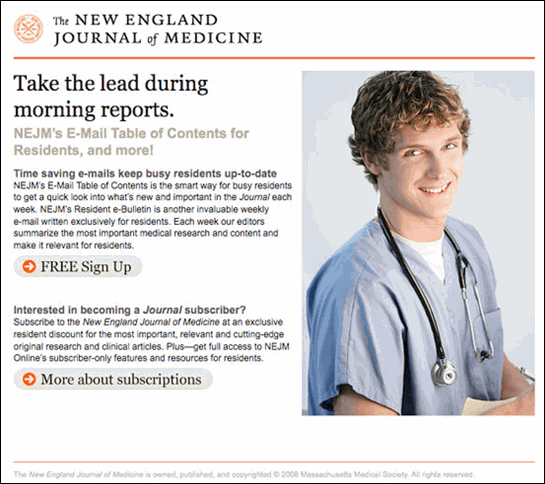 The NEW ENGLAND
JOURNAL of MEDICINE
Take the lead during
morning reports.
NEJM's E-Mail Table of Contents for
Residents, and more!
Time saving e-mails keep busy residents up-to-date
NEJM's E-Mail Table of Contents is the smart way for busy residents
to get a quick look into what's new and important in the Journal each
week. NEJM's Resident e-Bulletin is another invaluable weekly
e-mail written exclusively for residents. Each week our editors
summarize the most important medical research and content and
make it relevant for residents.
FREE Sign Up
Interested in becoming a Journal subscriber?
Subscribe to the New England Journal of Medicine at an exclusive
resident discount for the most important, relevant and cutting-edge
original research and clinical articles. Plus—get full access to NEJM
Online's subscriber-only features and resources for residents.
More about subscriptions
The New England Journal of Medicine is owned, published, and copyrighted © 2008 Massachusetts Medical Society. All rights reserved.